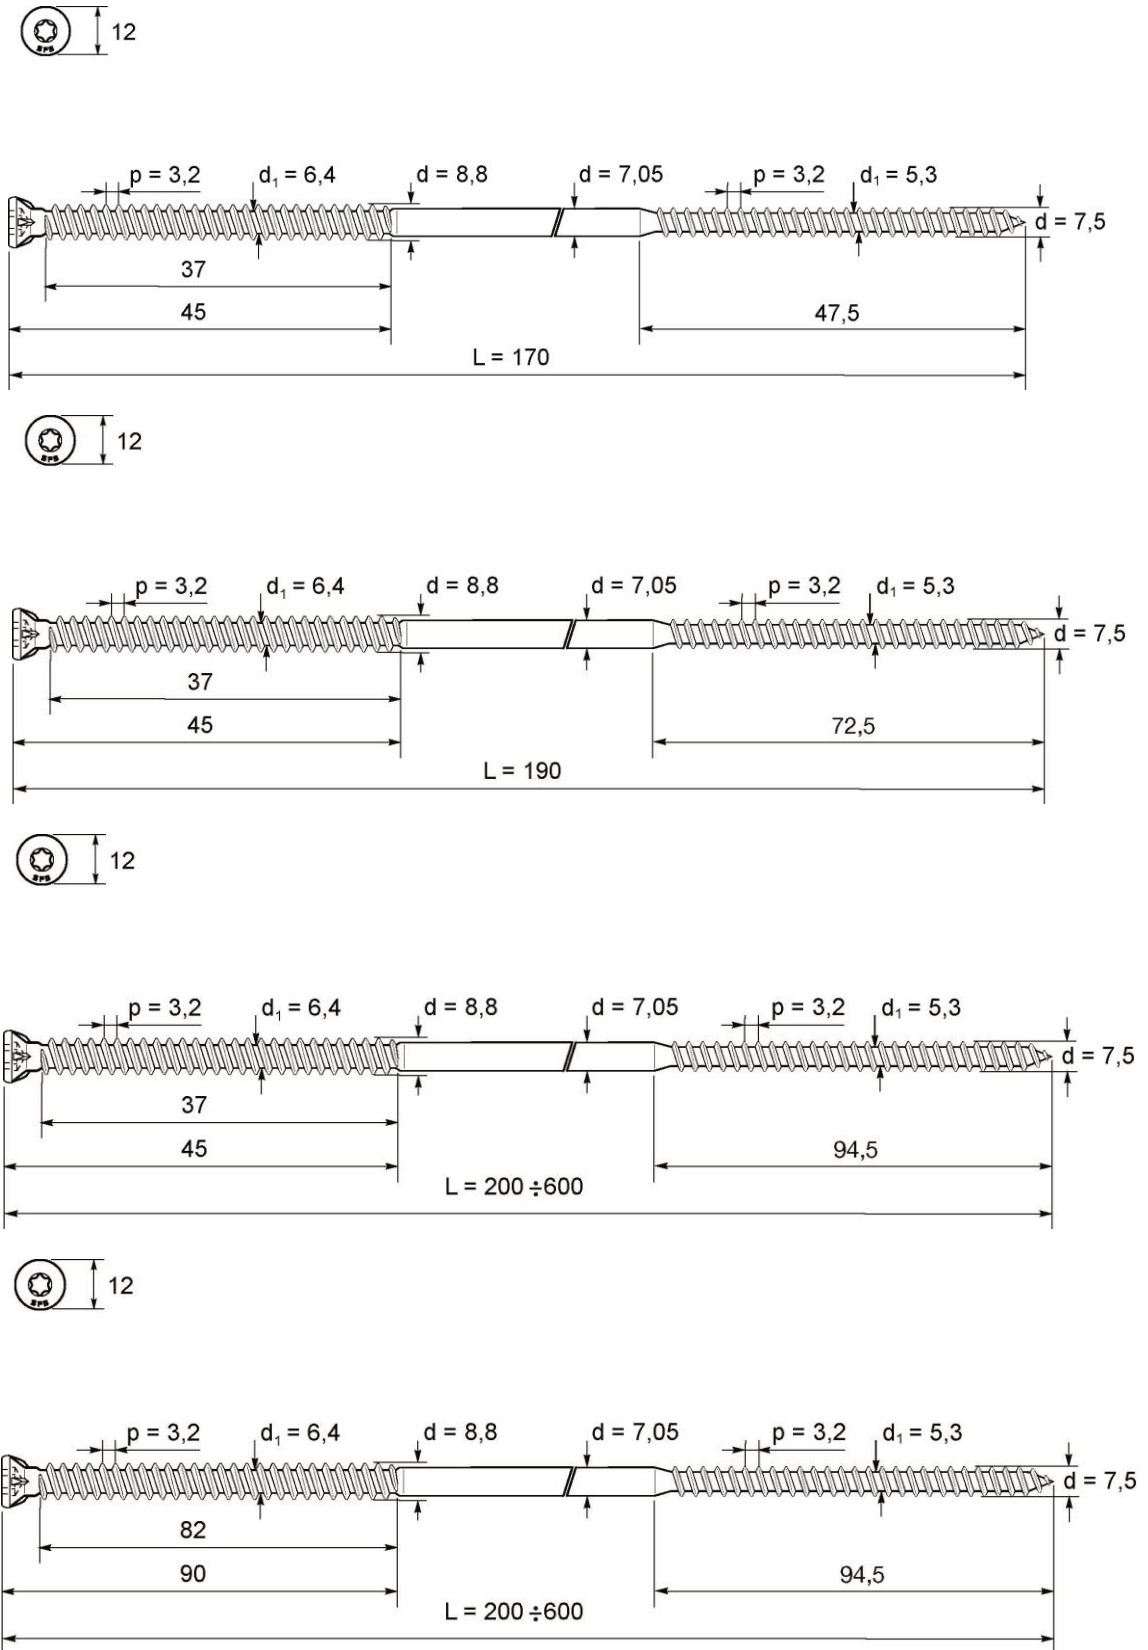 12
SFS
p = 3,2 d₁ = 6,4 d = 8,8 d = 7,05 p = 3,2 d₁ = 5,3
d = 7,5
37
45 47,5
L = 170
12
SFS
p = 3,2 d₁ = 6,4 d = 8,8 d = 7,05 p = 3,2 d₁ = 5,3
d = 7,5
37
45 72,5
L = 190
12
SFS
p = 3,2 d₁ = 6,4 d = 8,8 d = 7,05 p = 3,2 d₁ = 5,3
d = 7,5
37
45 94,5
L = 200 ÷600
12
SFS
p = 3,2 d₁ = 6,4 d = 8,8 d = 7,05 p = 3,2 d₁ = 5,3
d = 7,5
82
90 94,5
L = 200 ÷600